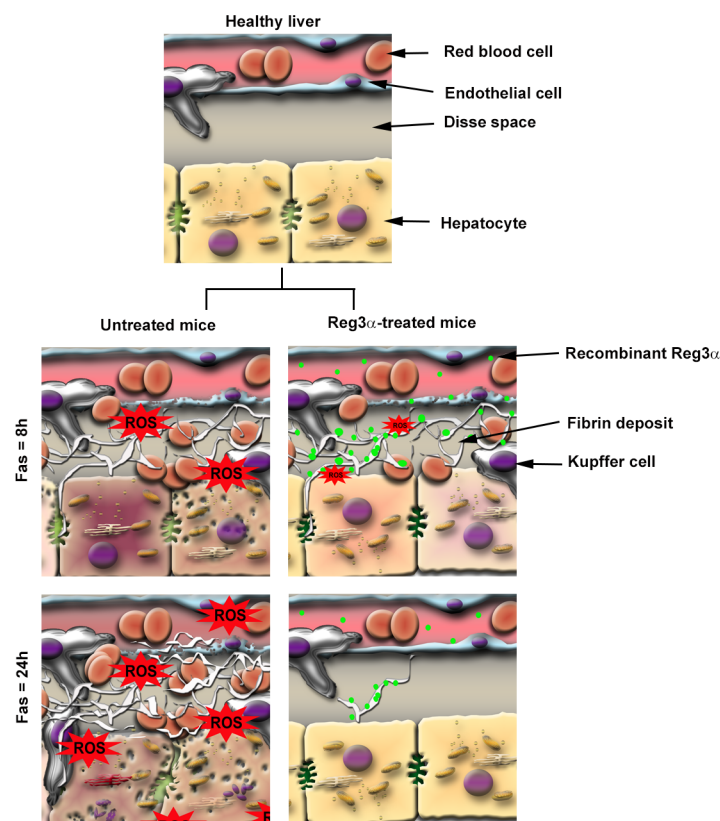 Healthy liver
Red blood cell
Endothelial cell
Disse space
Hepatocyte
Untreated mice
Reg3α-treated mice
Fas = 8h
ROS
ROS
ROS
ROS
Recombinant Reg3α
Fibrin deposit
Kupffer cell
Fas = 24h
ROS
ROS
ROS
ROS